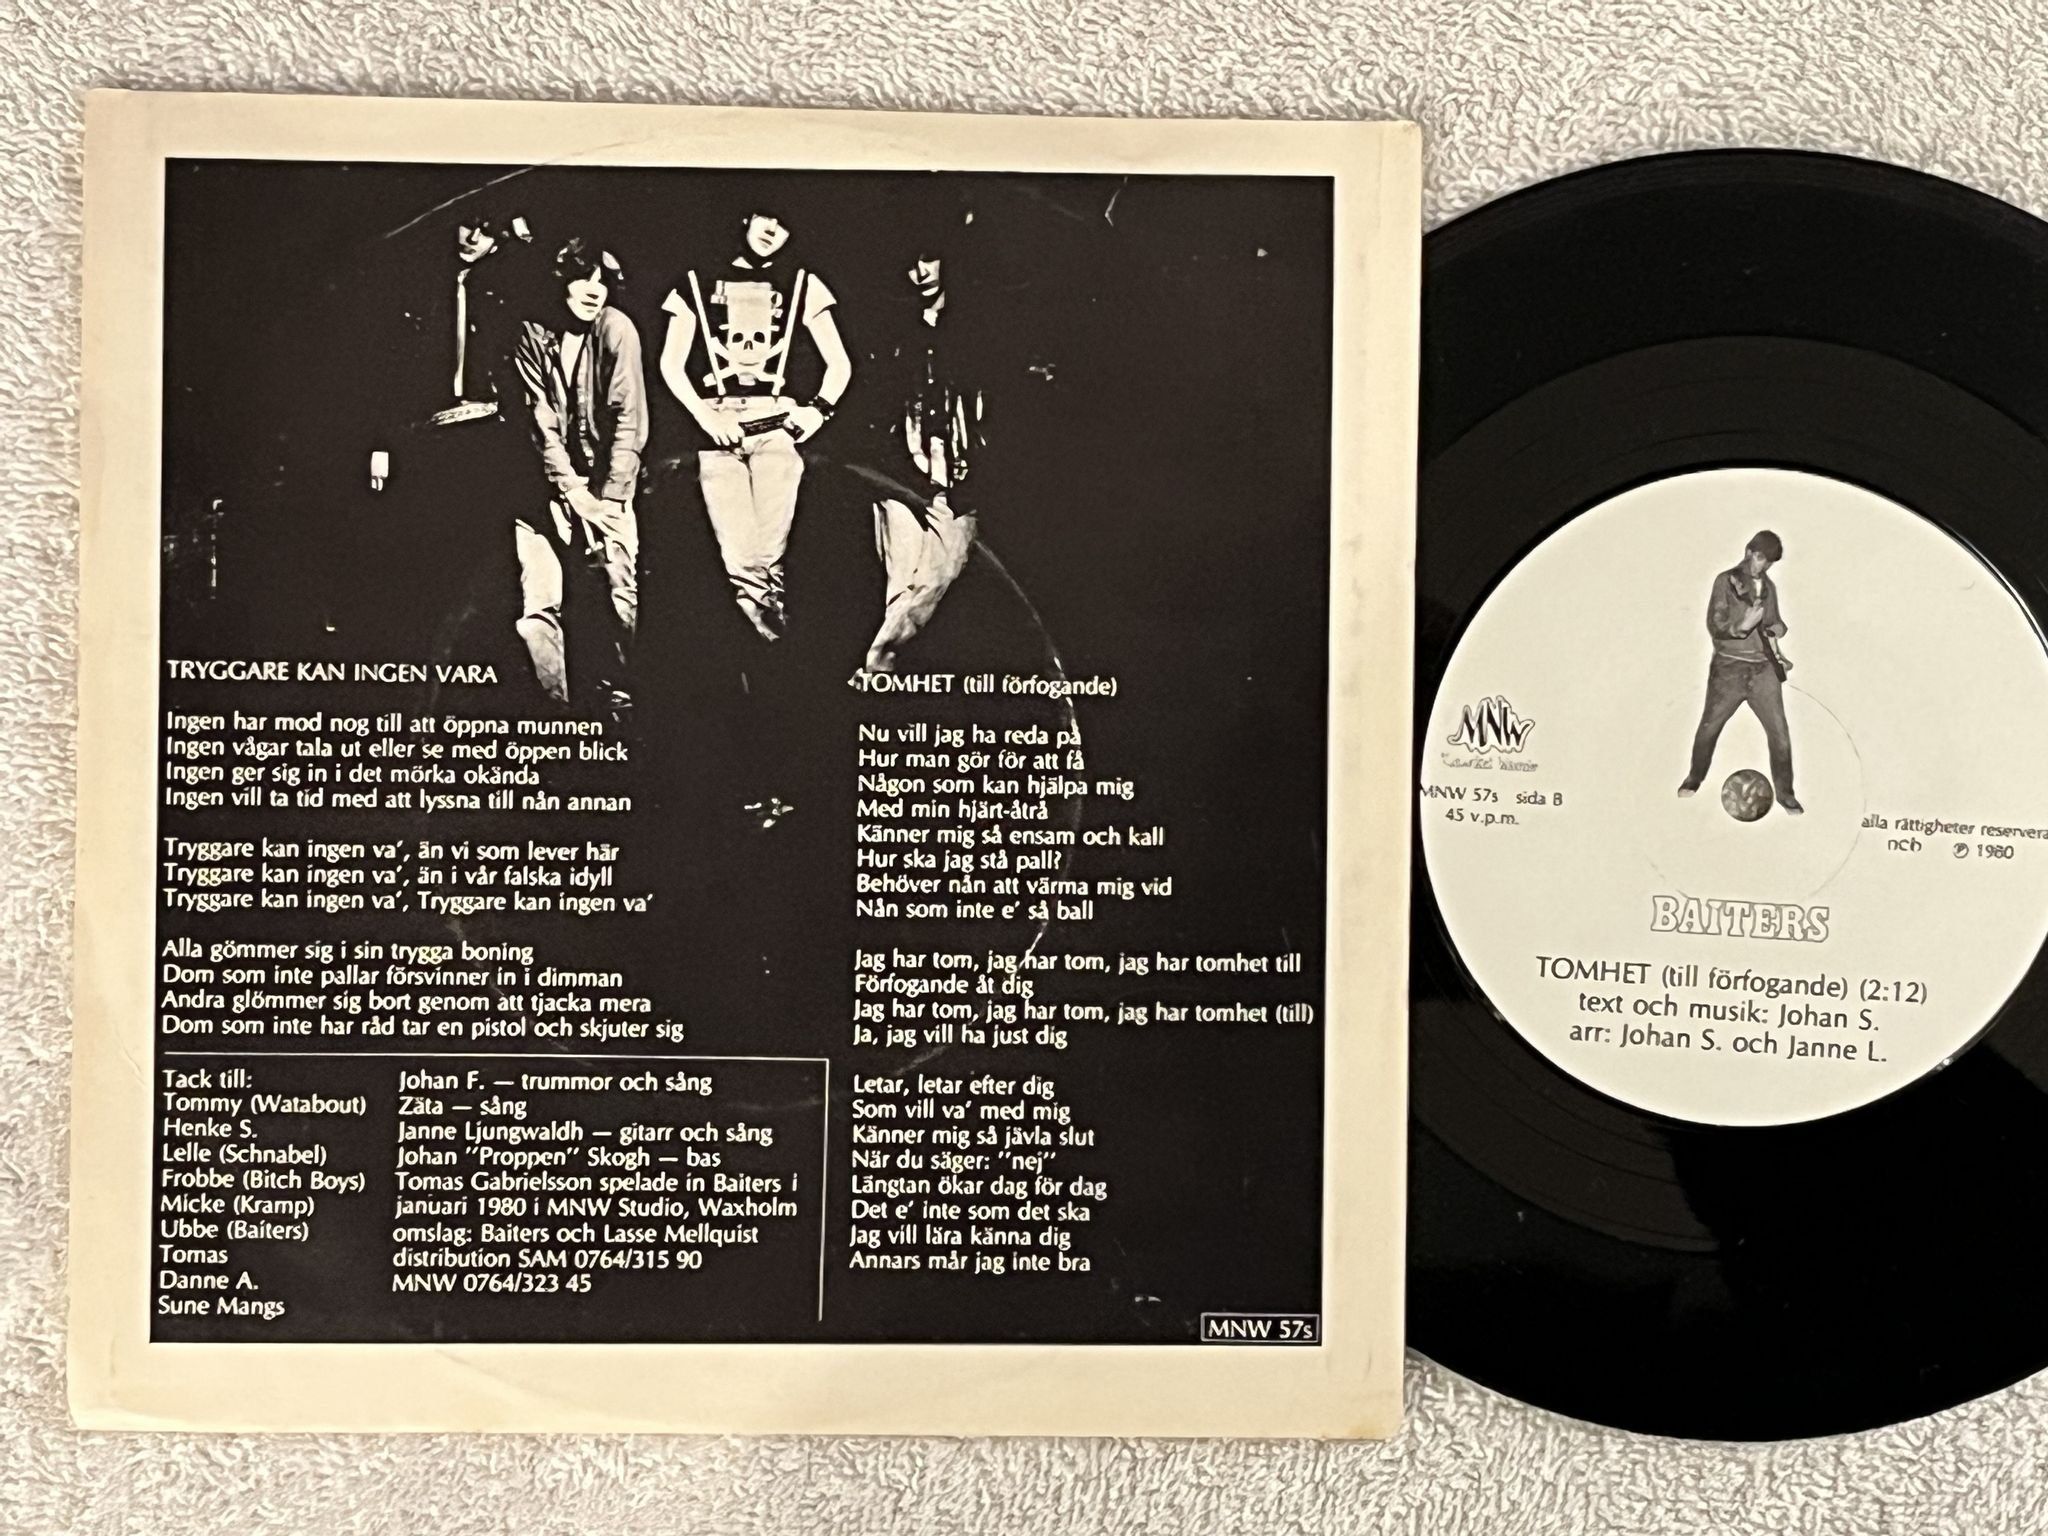 TRYGGARE KAN INGEN VARA
Ingen har mod nog till att öppna munnen
Ingen vågar tala ut eller se med öppen blick
Ingen ger sig in i det mörka okända
Ingen vill ta tid med att lyssna till nån annan
Tryggare kan ingen va', än vi som lever här
Tryggare kan ingen va', än i vår falska idyll
Tryggare kan ingen va', Tryggare kan ingen va'
Alla gömmer sig i sin trygga boning
Dom som inte pallar försvinner in i dimman
Andra glömmer sig bort genom att tjacka mera
Dom som inte har råd tar en pistol och skjuter sig
Tack till:
Tommy (Watabout)
Henke S.
Lelle (Schnabel)
Frobbe (Bitch Boys)
Micke (Kramp)
Ubbe (Baiters)
Tomas
Danne A.
Sune Mangs
Johan F. — trummor och sång
Zäta — sång
Janne Ljungwaldh — gitarr och sång
Johan "Proppen" Skogh — bas
Tomas Gabrielsson spelade in Baiters i
januari 1980 i MNW Studio, Waxholm
omslag: Baiters och Lasse Mellquist
distribution SAM 0764/315 90
MNW 0764/323 45
TOMHET (till förfogande)
Nu vill jag ha reda på
Hur man gör för att få
Någon som kan hjälpa mig
Med min hjärt-åtrå
Känner mig så ensam och kall
Hur ska jag stå pall?
Behöver nån att värma mig vid
Nån som inte e' så ball
Jag har tom, jag har tom, jag har tomhet till
Förfogande åt dig
Jag har tom, jag har tom, jag har tomhet (till)
Ja, jag vill ha just dig
Letar, letar efter dig
Som vill va' med mig
Känner mig så jävla slut
När du säger: "nej"
Längtan ökar dag för dag
Det e' inte som det ska
Jag vill lära känna dig
Annars mår jag inte bra
MNW 57s
MNW
MNW 57s sida B
45 v.p.m.
alla rättigheter reservera
ncb ℗ 1980
BAITERS
TOMHET (till förfogande) (2:12)
text och musik: Johan S.
arr: Johan S. och Janne L.